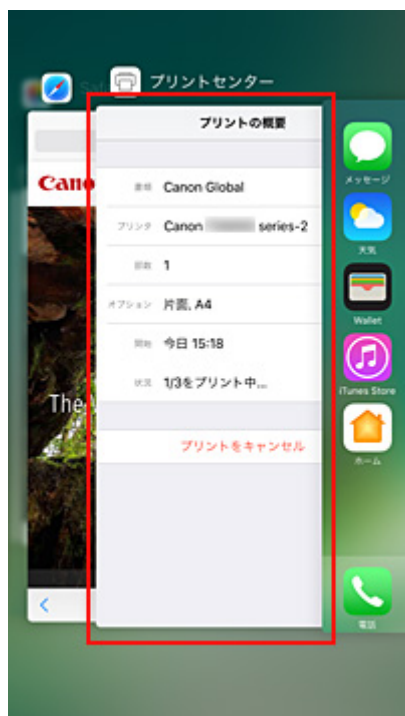 プリントセンター
プリントの概要
Cano
書類 Canon Global
プリンタ Canon series-2
部数 1
オプション 片面, A4
開始 今日 15:18
状況 1/3をプリント中...
The
プリントをキャンセル
メッセージ
天気
Wallet
iTunes Store
ホーム
電話